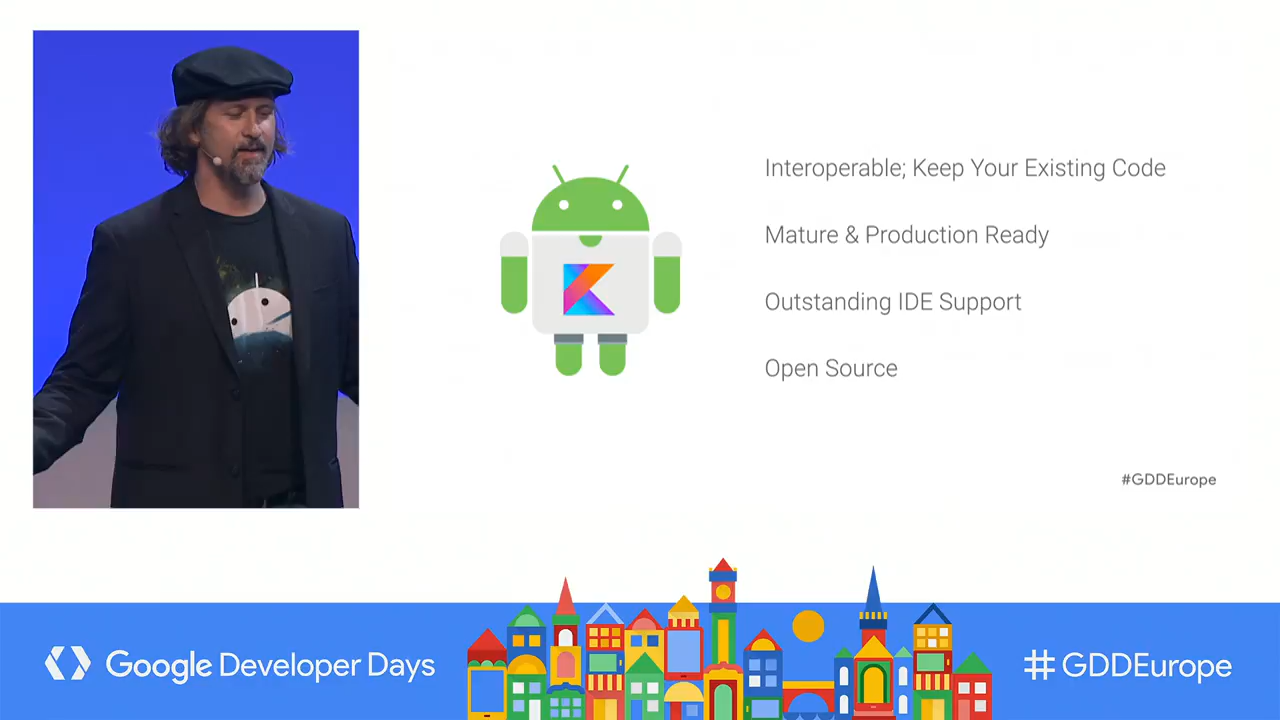 Interoperable; Keep Your Existing Code
Mature & Production Ready
Outstanding IDE Support
Open Source
#GDDEurope
Google Developer Days
#GDDEurope